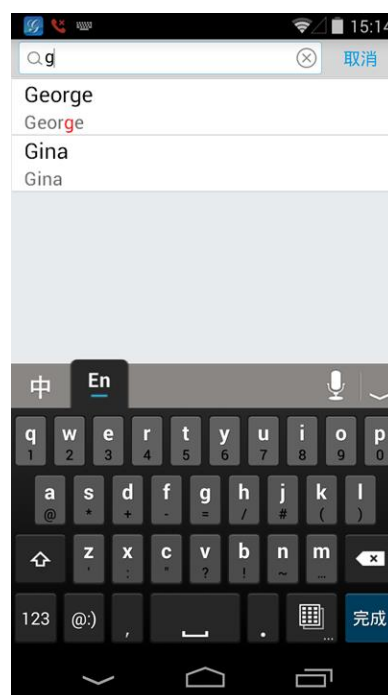 15:14
g
取消
George
George
Gina
Gina
中 En
q w e r t y u i o p
1 2 3 4 5 6 7 8 9 0
a s d f g h j k l
@ * + - = / # ( )
z x c v b n m
' : " ? ! ~ ...
123 @:) , . ... 完成